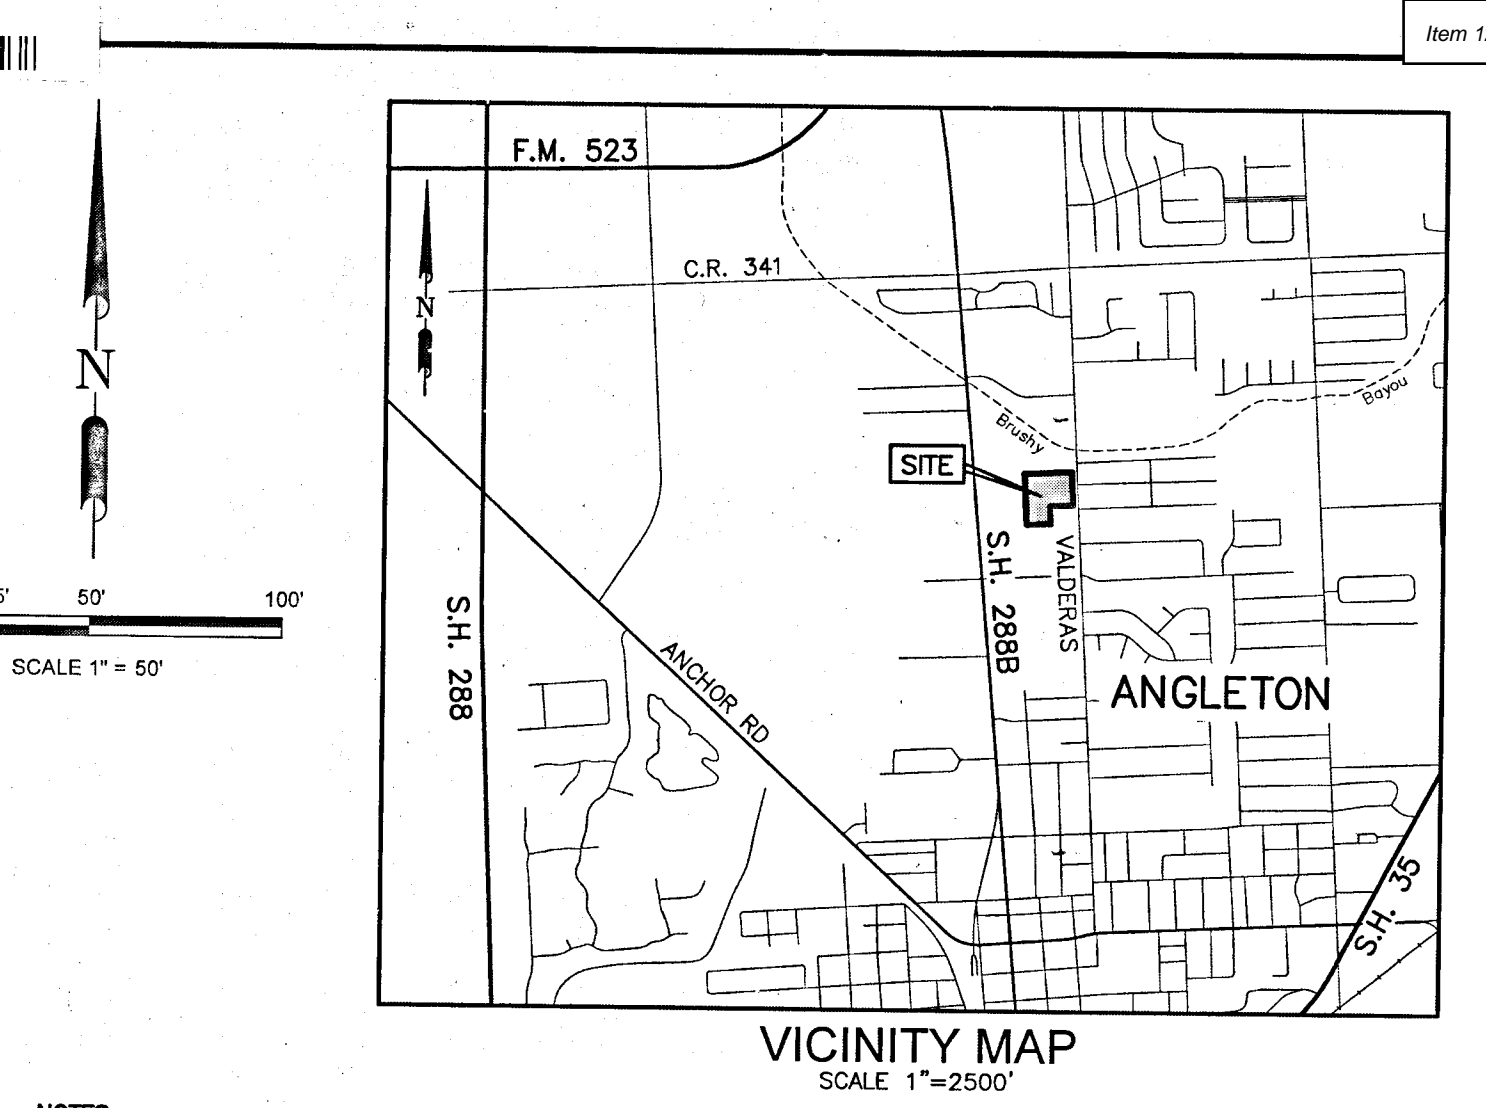 Item 1
F.M. 523
C.R. 341
N
N
Bayou
Brushy
SITE
S.H. 288B
VALDERAS
50'
100'
SCALE 1" = 50'
S.H. 288
ANCHOR RD
ANGLETON
S.H. 35
VICINITY MAP
SCALE 1"=2500'